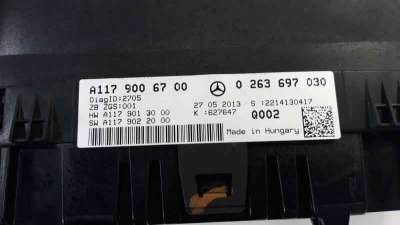 A117 900 67 00 0 263 697 030
DiagID:2705
ZB ZGS:001 27 05 2013 S :2214130417
HW A117 901 30 00 K :627647 Q002
SW A117 902 20 00
Made in Hungary